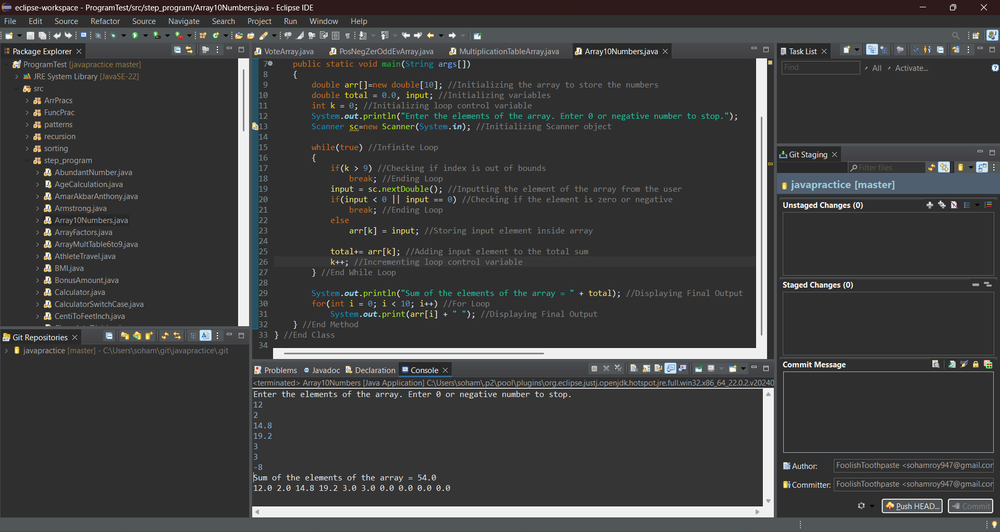 eclipse-workspace - ProgramTest/src/step_program/Array10Numbers.java - Eclipse IDE
File Edit Source Refactor Source Navigate Search Project Run Window Help
Package Explorer
ProgramTest [javapractice master]
JRE System Library [JavaSE-22]
src
ArrPracs
FuncPrac
patterns
recursion
sorting
step_program
AbundantNumber.java
AgeCalculation.java
AmarAkbarAnthony.java
Armstrong.java
Array10Numbers.java
ArrayFactors.java
ArrayMultTable6to9.java
AthleteTravel.java
BMI.java
BonusAmount.java
Calculator.java
CalculatorSwitchCase.java
CentiToFeetInch.java
Git Repositories
javapractice [master] - C:\Users\soham\git\javapractice\.git
VoteArray.java PosNegZerOddEvArray.java MultiplicationTableArray.java Array10Numbers.java
7 public static void main(String args[])
8 {
9 double arr[]=new double[10]; //Initializing the array to store the numbers
10 double total = 0.0, input; //Initializing variables
11 int k = 0; //Initializing loop control variable
12 System.out.println("Enter the elements of the array. Enter 0 or negative number to stop.");
13 Scanner sc=new Scanner(System.in); //Initializing Scanner object
14
15 while(true) //Infinite Loop
16 {
17 if(k > 9) //Checking if index is out of bounds
18 break; //Ending Loop
19 input = sc.nextDouble(); //Inputting the element of the array from the user
20 if(input < 0 || input == 0) //Checking if the element is zero or negative
21 break; //Ending Loop
22 else
23 arr[k] = input; //Storing input element inside array
24
25 total+= arr[k]; //Adding input element to the total sum
26 k++; //Incrementing loop control variable
27 } //End While Loop
28
29 System.out.println("Sum of the elements of the array = " + total); //Displaying Final Output
30 for(int i = 0; i < 10; i++) //For Loop
31 System.out.print(arr[i] + " "); //Displaying Final Output
32 } //End Method
33 } //End Class
34
Problems Javadoc Declaration Console
<terminated> Array10Numbers [Java Application] C:\Users\soham\.p2\pool\plugins\org.eclipse.justj.openjdk.hotspot.jre.full.win32.x86_64_22.0.2.v20240
Enter the elements of the array. Enter 0 or negative number to stop.
12
2
14.8
19.2
3
3
-8
Sum of the elements of the array = 54.0
12.0 2.0 14.8 19.2 3.0 3.0 0.0 0.0 0.0 0.0
Task List
Find All Activate...
Git Staging
Filter files
javapractice [master]
Unstaged Changes (0)
Staged Changes (0)
Commit Message
Author: FoolishToothpaste <sohamroy947@gmail.cor
Committer: FoolishToothpaste <sohamroy947@gmail.cor
Push HEAD... Commit